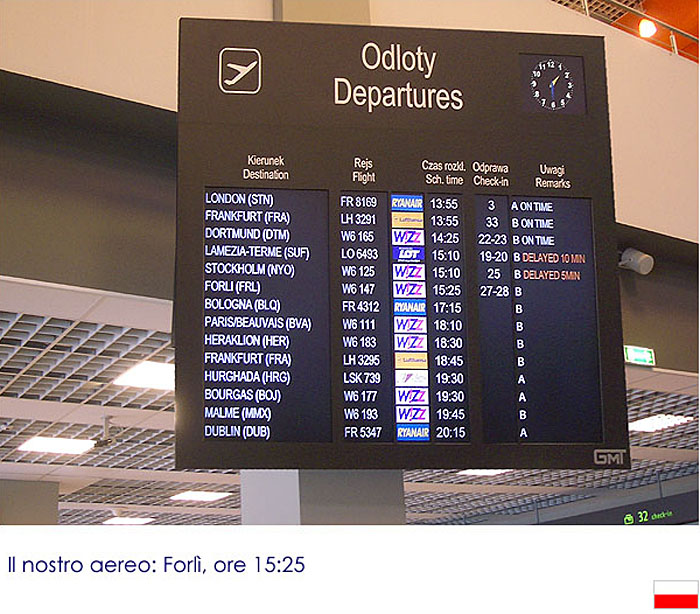 Odloty
Departures
Kierunek Rejs Czas rozkł. Odprawa Uwagi
Destination Flight Sch. time Check-in Remarks
LONDON (STN) FR 8169 RYANAIR 13:55 3 A ON TIME
FRANKFURT (FRA) LH 3291 Lufthansa 13:55 33 B ON TIME
DORTMUND (DTM) W6 165 WIZZ 14:25 22-23 B ON TIME
LAMEZIA-TERME (SUF) LO 6493 LOT 15:10 19-20 B DELAYED 10 MIN
STOCKHOLM (NYO) W6 125 WIZZ 15:10 25 B DELAYED 5MIN
FORLI (FRL) W6 147 WIZZ 15:25 27-28 B
BOLOGNA (BLQ) FR 4312 RYANAIR 17:15 B
PARIS/BEAUVAIS (BVA) W6 111 WIZZ 18:10 B
HERAKLION (HER) W6 183 WIZZ 18:30 B
FRANKFURT (FRA) LH 3295 Lufthansa 18:45 B
HURGHADA (HRG) LSK 739 19:30 A
BOURGAS (BOJ) W6 177 WIZZ 19:30 A
MALME (MMX) W6 193 WIZZ 19:45 B
DUBLIN (DUB) FR 5347 RYANAIR 20:15 A
GMT
32 check-in
Il nostro aereo: Forlì, ore 15:25